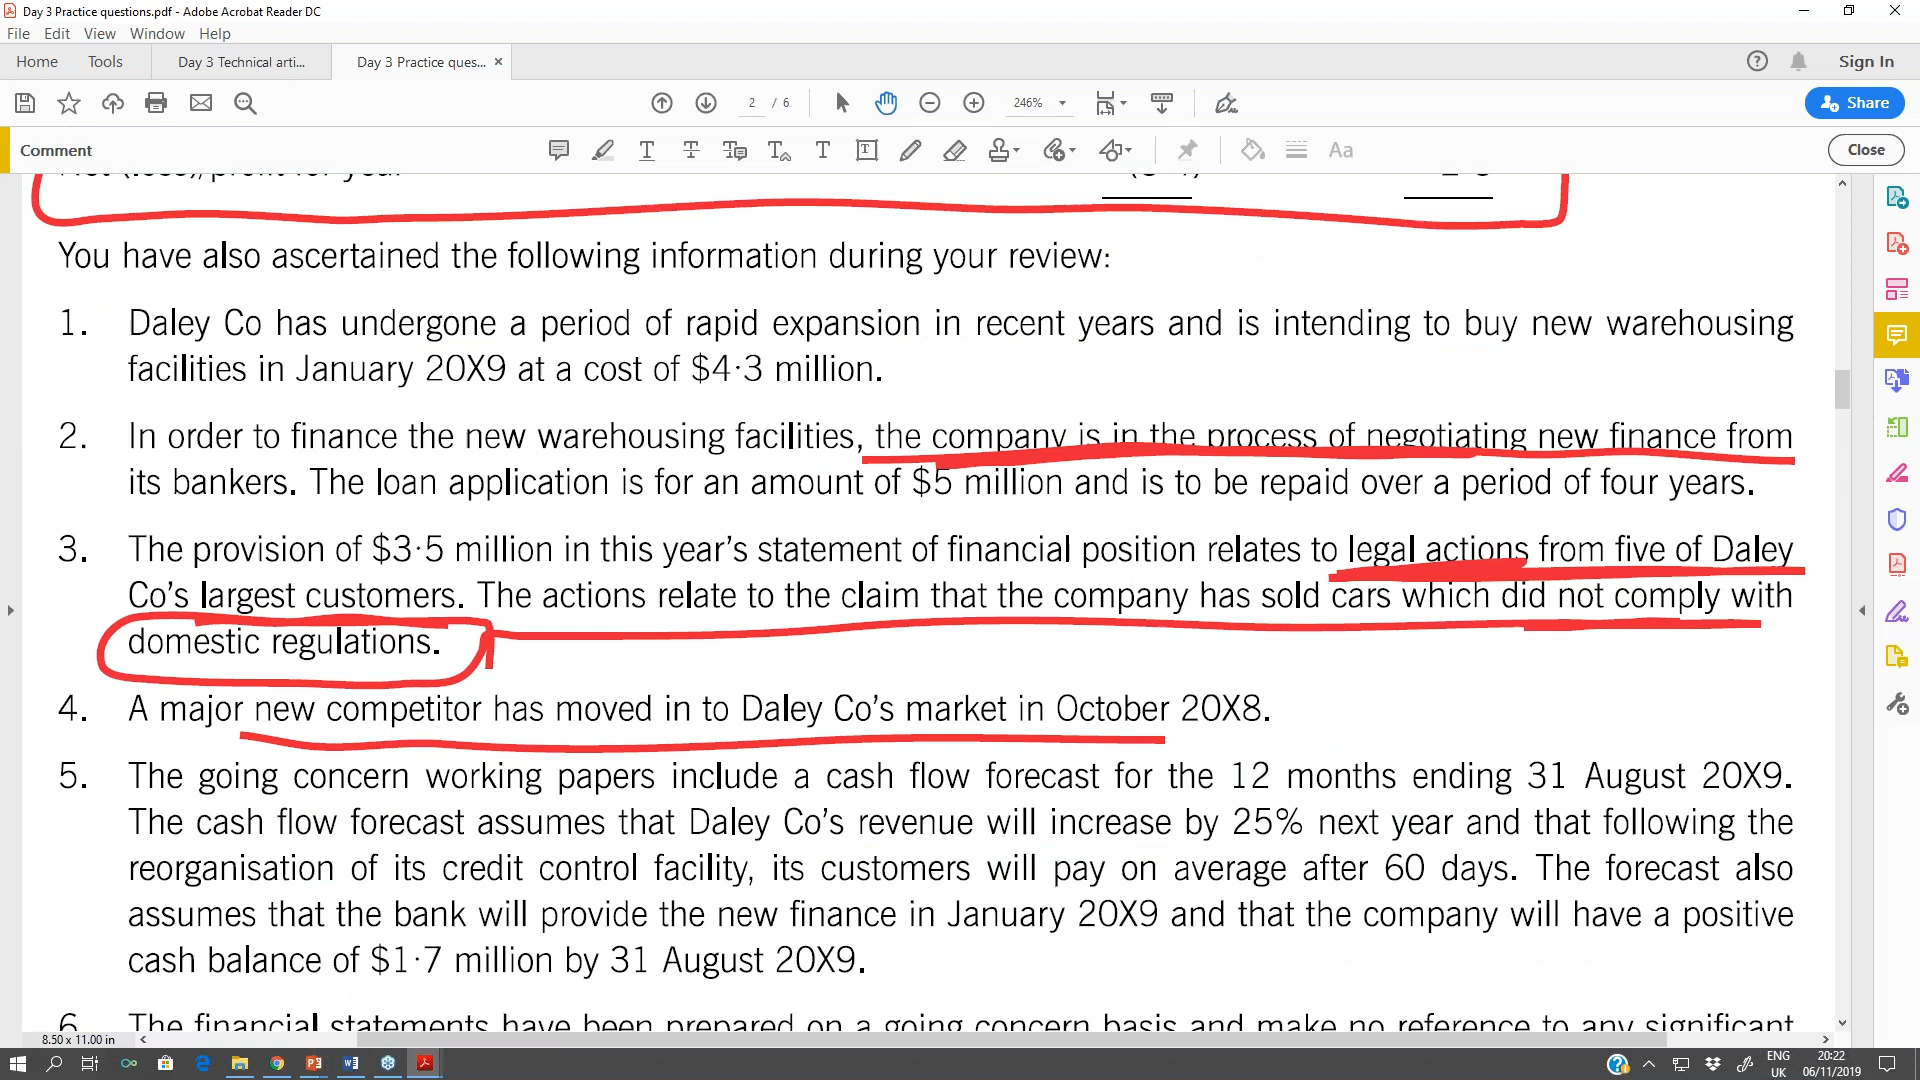 Day 3 Practice questions.pdf - Adobe Acrobat Reader DC
File Edit View Window Help
Home Tools Day 3 Technical arti... Day 3 Practice ques... × Sign In
2 / 6 246% Share
Comment Aa Close
Net (loss)/profit for year
You have also ascertained the following information during your review:
1. Daley Co has undergone a period of rapid expansion in recent years and is intending to buy new warehousing
facilities in January 20X9 at a cost of $4·3 million.
2. In order to finance the new warehousing facilities, the company is in the process of negotiating new finance from
its bankers. The loan application is for an amount of $5 million and is to be repaid over a period of four years.
3. The provision of $3·5 million in this year's statement of financial position relates to legal actions from five of Daley
Co's largest customers. The actions relate to the claim that the company has sold cars which did not comply with
domestic regulations.
4. A major new competitor has moved in to Daley Co's market in October 20X8.
5. The going concern working papers include a cash flow forecast for the 12 months ending 31 August 20X9.
The cash flow forecast assumes that Daley Co's revenue will increase by 25% next year and that following the
reorganisation of its credit control facility, its customers will pay on average after 60 days. The forecast also
assumes that the bank will provide the new finance in January 20X9 and that the company will have a positive
cash balance of $1·7 million by 31 August 20X9.
6. The financial statements have been prepared on a going concern basis and make no reference to any significant
8.50 x 11.00 in
ENG 20:22
UK 06/11/2019